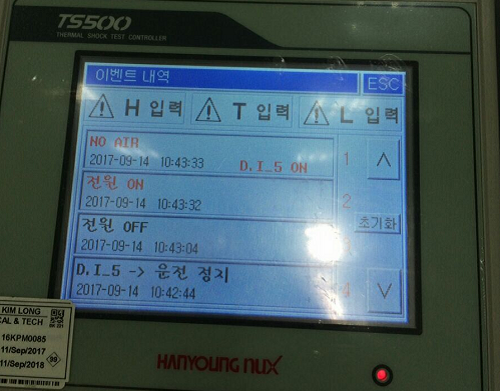 TS500
THERMAL SHOCK TEST CONTROLLER
이벤트 내역 ESC
H 입력 T 입력 L 입력
NO AIR
2017-09-14 10:43:33 D.I_5 ON 1
전원 ON
2017-09-14 10:43:32 2
전원 OFF 초기화
2017-09-14 10:43:04
D.I_5 -> 운전 정지
2017-09-14 10:42:44
KIM LONG
CAL & TECH
16KPM0085
11/Sep/2017
11/Sep/2018
HANYOUNG NUX